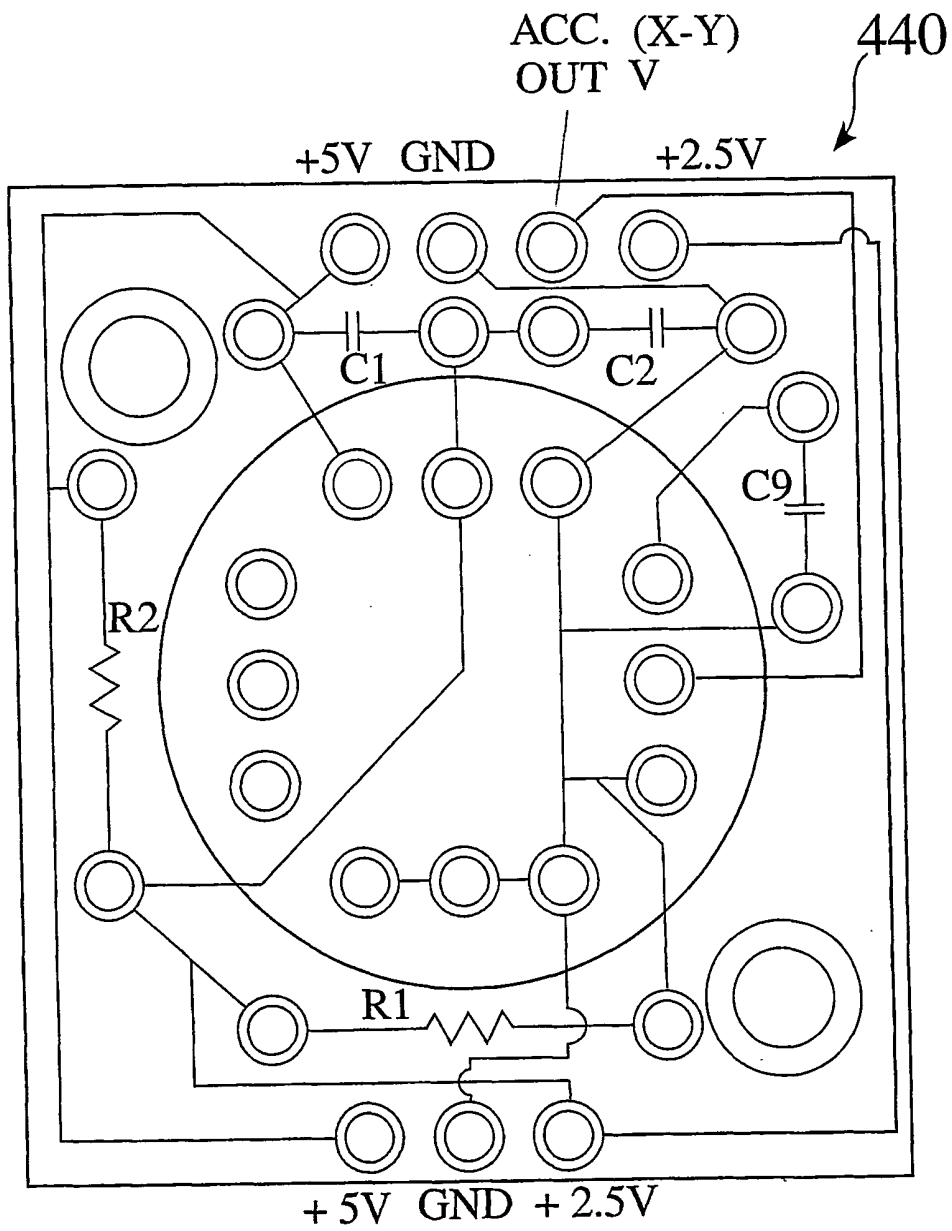 ACC. (X-Y)
OUT V
440
+5V GND +2.5V
C1
C2
C9
R2
R1
+5V GND +2.5V